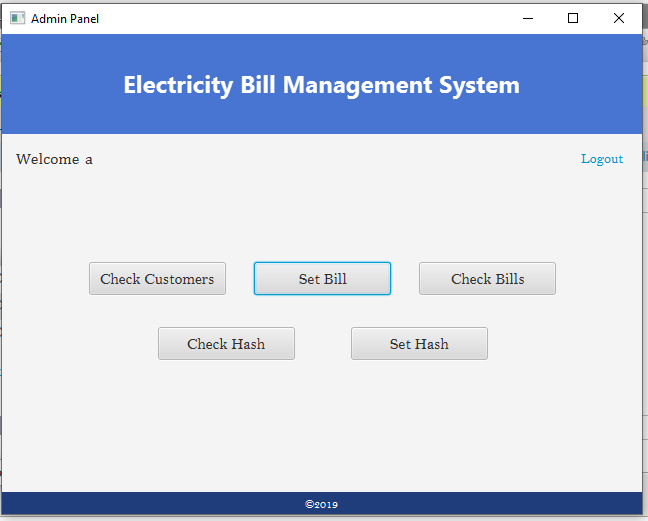 Admin Panel
Electricity Bill Management System
Welcome a
Logout
Check Customers
Set Bill
Check Bills
Check Hash
Set Hash
©2019